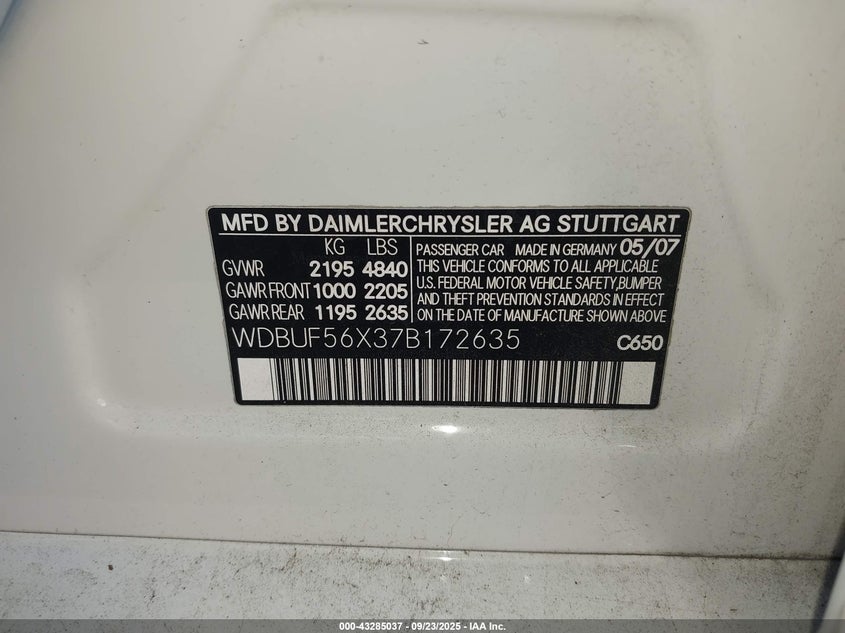 MFD BY DAIMLERCHRYSLER AG STUTTGART
KG LBS
GVWR 2195 4840
GAWR FRONT 1000 2205
GAWR REAR 1195 2635
PASSENGER CAR MADE IN GERMANY 05/07
THIS VEHICLE CONFORMS TO ALL APPLICABLE
U.S. FEDERAL MOTOR VEHICLE SAFETY,BUMPER
AND THEFT PREVENTION STANDARDS IN EFFECT
ON THE DATE OF MANUFACTURE SHOWN ABOVE
WDBUF56X37B172635 C650
000-43285037 - 09/23/2025 - IAA Inc.